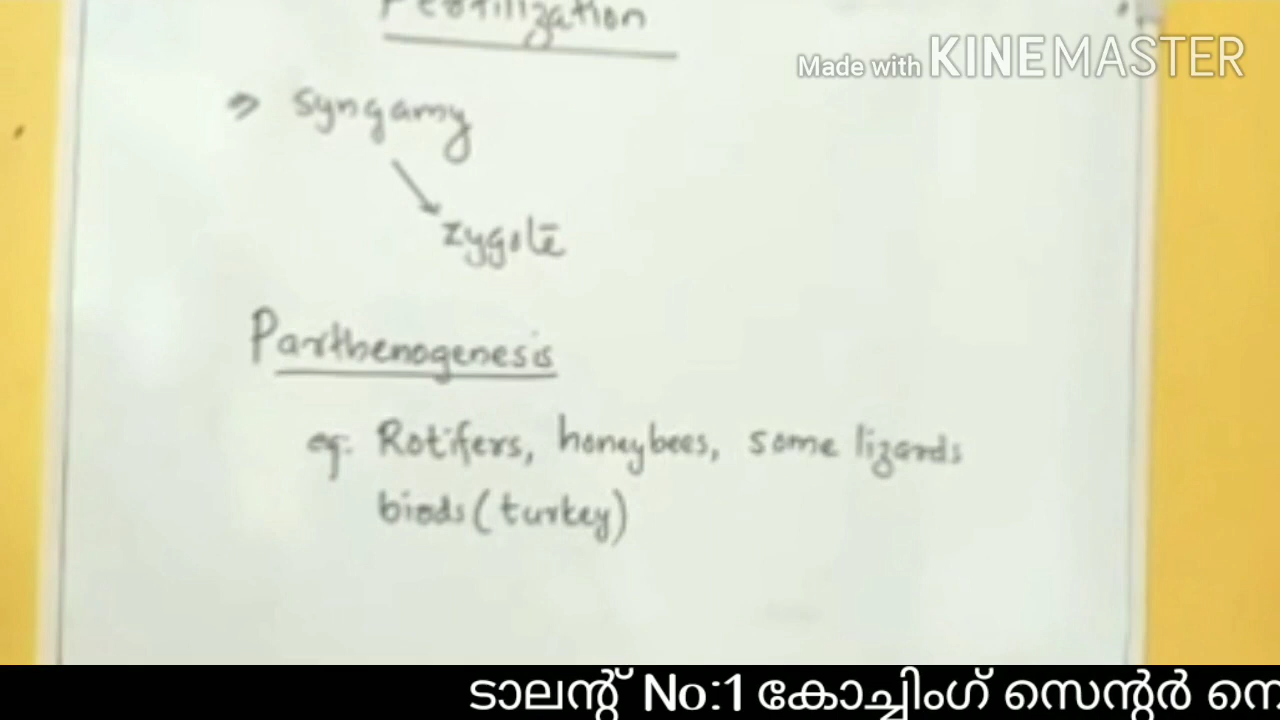 Fertilization
Made with KINEMASTER
⇒ Syngamy
zygote
Parthenogenesis
eg. Rotifers, honeybees, some lizards
birds (turkey)
ടാലന്റ് No:1 കോച്ചിംഗ് സെന്റർ നെ